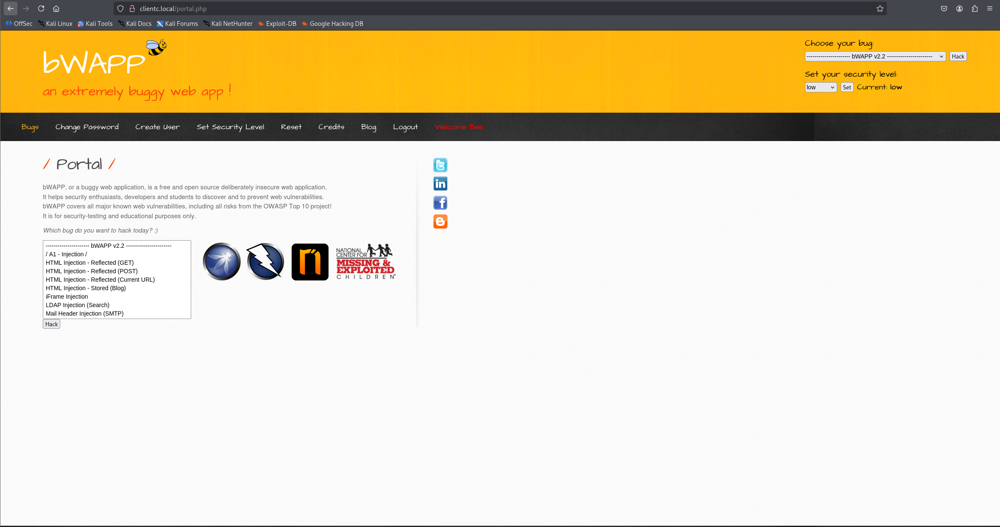 clientc.local/portal.php
OffSec Kali Linux Kali Tools Kali Docs Kali Forums Kali NetHunter Exploit-DB Google Hacking DB
bWAPP
an extremely buggy web app !
Choose your bug:
---------------------- bWAPP v2.2 ----------------------- Hack
Set your security level:
low Set Current: low
Bugs Change Password Create User Set Security Level Reset Credits Blog Logout Welcome Bee
/ Portal /
bWAPP, or a buggy web application, is a free and open source deliberately insecure web application.
It helps security enthusiasts, developers and students to discover and to prevent web vulnerabilities.
bWAPP covers all major known web vulnerabilities, including all risks from the OWASP Top 10 project!
It is for security-testing and educational purposes only.
Which bug do you want to hack today? :)
---------------------- bWAPP v2.2 -----------------------
/ A1 - Injection /
HTML Injection - Reflected (GET)
HTML Injection - Reflected (POST)
HTML Injection - Reflected (Current URL)
HTML Injection - Stored (Blog)
iFrame Injection
LDAP Injection (Search)
Mail Header Injection (SMTP)
Hack
NATIONAL
CENTER FOR
MISSING &
EXPLOITED
CHILDREN